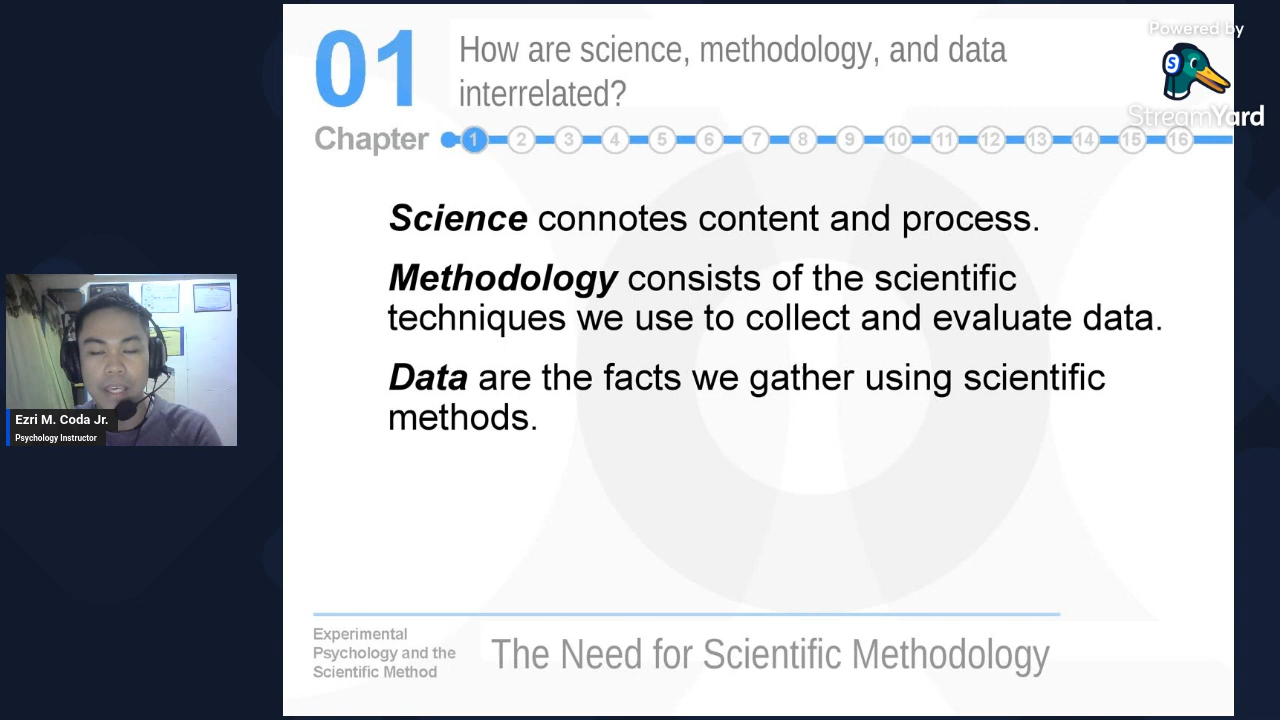 01
How are science, methodology, and data
interrelated?
Powered by
S
StreamYard
Chapter
1 2 3 4 5 6 7 8 9 10 11 12 13 14 15 16
Science connotes content and process.
Methodology consists of the scientific
techniques we use to collect and evaluate data.
Data are the facts we gather using scientific
methods.
Ezri M. Coda Jr.
Psychology Instructor
Experimental
Psychology and the
Scientific Method
The Need for Scientific Methodology